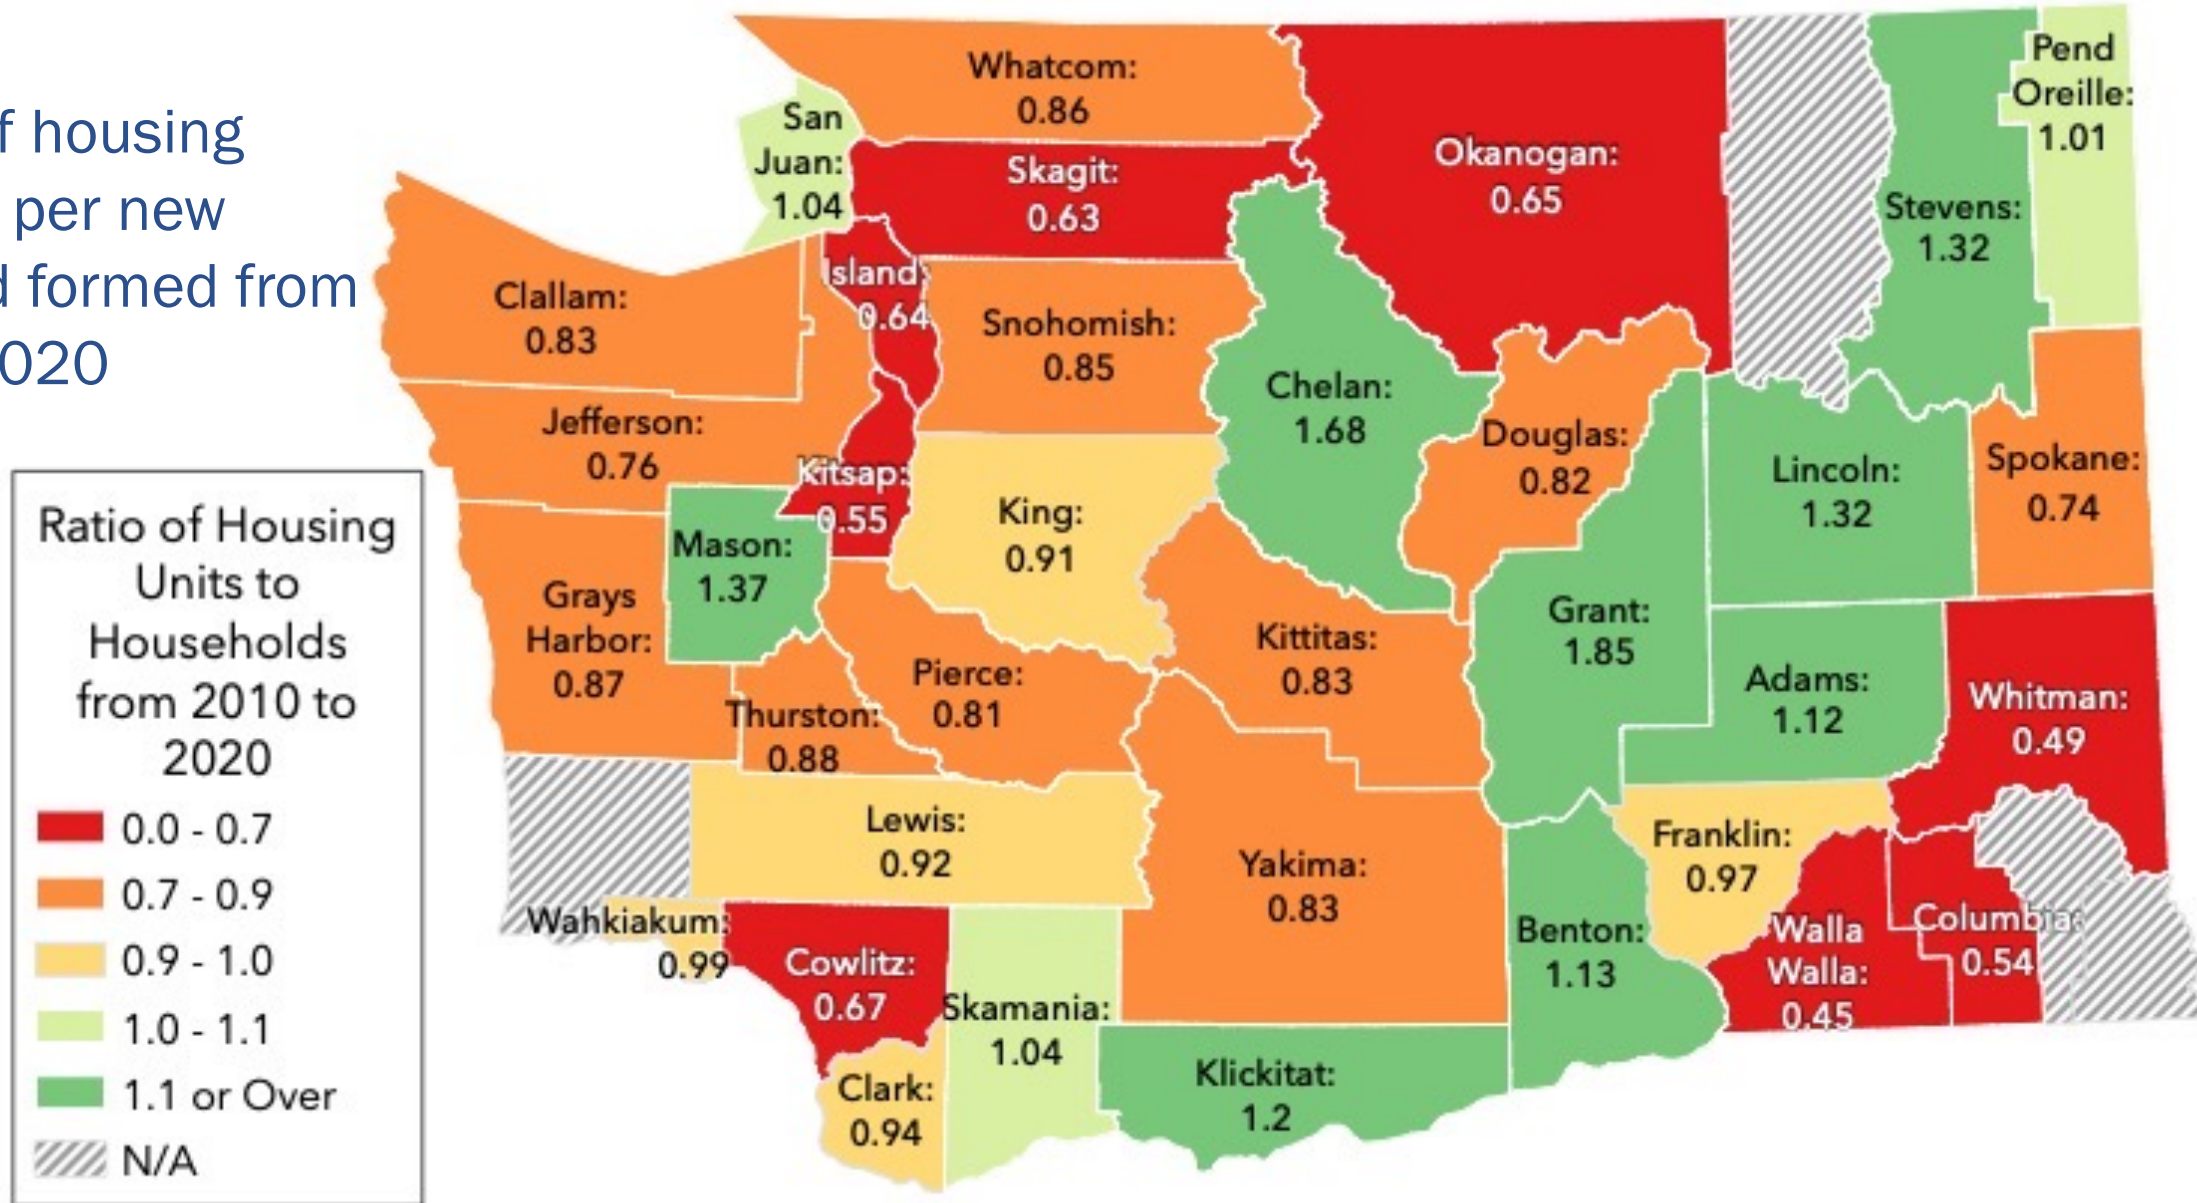 f housing
per new
d formed from
020
Ratio of Housing
Units to
Households
from 2010 to
2020
0.0 - 0.7
0.7 - 0.9
0.9 - 1.0
1.0 - 1.1
1.1 or Over
N/A
Whatcom:
0.86
San
Juan:
1.04
Skagit:
0.63
Okanogan:
0.65
Pend
Oreille:
1.01
Stevens:
1.32
Island:
0.64
Clallam:
0.83
Snohomish:
0.85
Chelan:
1.68
Jefferson:
0.76
Douglas:
0.82
Kitsap:
0.55
King:
0.91
Lincoln:
1.32
Spokane:
0.74
Mason:
1.37
Grays
Harbor:
0.87
Kittitas:
0.83
Grant:
1.85
Pierce:
0.81
Thurston:
0.88
Adams:
1.12
Whitman:
0.49
Lewis:
0.92
Yakima:
0.83
Franklin:
0.97
Wahkiakum:
0.99
Cowlitz:
0.67
Skamania:
1.04
Benton:
1.13
Walla
Walla:
0.45
Columbia:
0.54
Clark:
0.94
Klickitat:
1.2